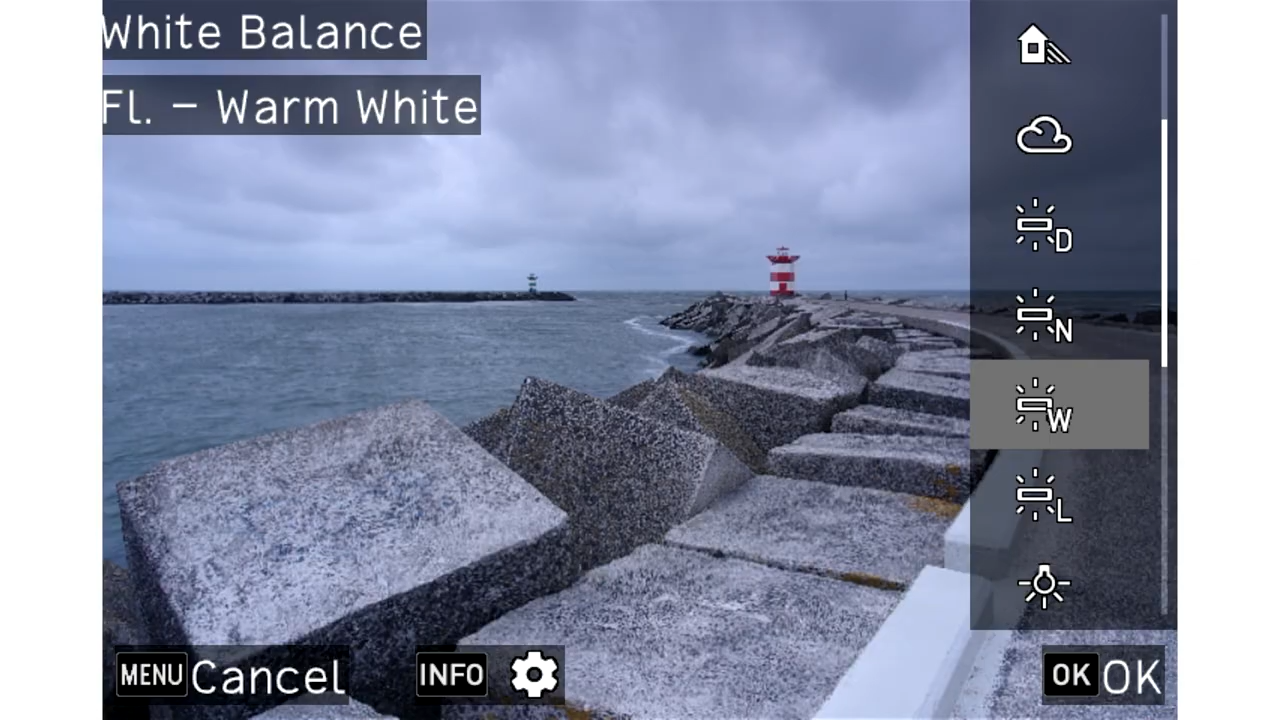 White Balance
Fl. – Warm White
D
N
W
L
MENU Cancel
INFO
OK OK